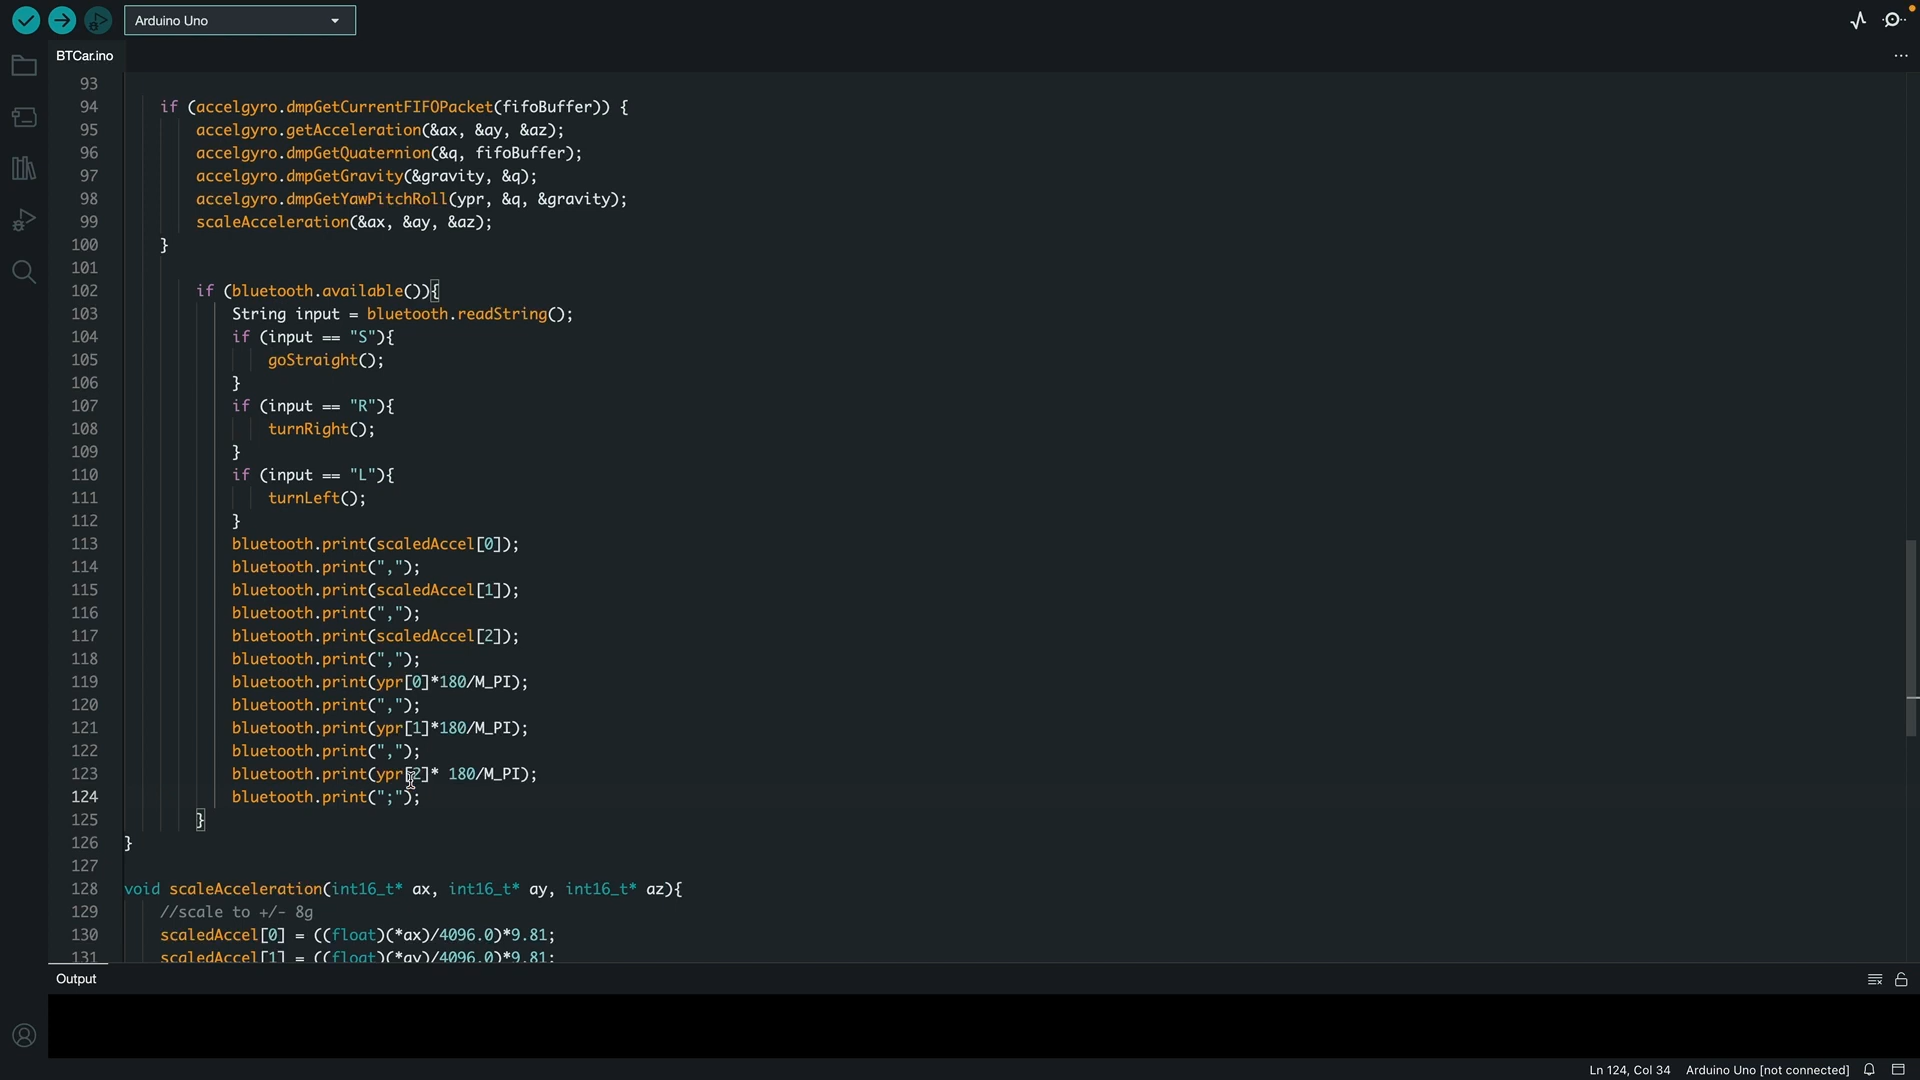 Arduino Uno
BTCar.ino
...
93
94 if (accelgyro.dmpGetCurrentFIFOPacket(fifoBuffer)) {
95 accelgyro.getAcceleration(&ax, &ay, &az);
96 accelgyro.dmpGetQuaternion(&q, fifoBuffer);
97 accelgyro.dmpGetGravity(&gravity, &q);
98 accelgyro.dmpGetYawPitchRoll(ypr, &q, &gravity);
99 scaleAcceleration(&ax, &ay, &az);
100 }
101
102 if (bluetooth.available()){
103 String input = bluetooth.readString();
104 if (input == "S"){
105 goStraight();
106 }
107 if (input == "R"){
108 turnRight();
109 }
110 if (input == "L"){
111 turnLeft();
112 }
113 bluetooth.print(scaledAccel[0]);
114 bluetooth.print(",");
115 bluetooth.print(scaledAccel[1]);
116 bluetooth.print(",");
117 bluetooth.print(scaledAccel[2]);
118 bluetooth.print(",");
119 bluetooth.print(ypr[0]*180/M_PI);
120 bluetooth.print(",");
121 bluetooth.print(ypr[1]*180/M_PI);
122 bluetooth.print(",");
123 bluetooth.print(ypr[2]* 180/M_PI);
124 bluetooth.print(";");
125 }
126 }
127
128 void scaleAcceleration(int16_t* ax, int16_t* ay, int16_t* az){
129 //scale to +/- 8g
130 scaledAccel[0] = ((float)(*ax)/4096.0)*9.81;
131 scaledAccel[1] = ((float)(*ay)/4096.0)*9.81;
Output
Ln 124, Col 34 Arduino Uno [not connected]